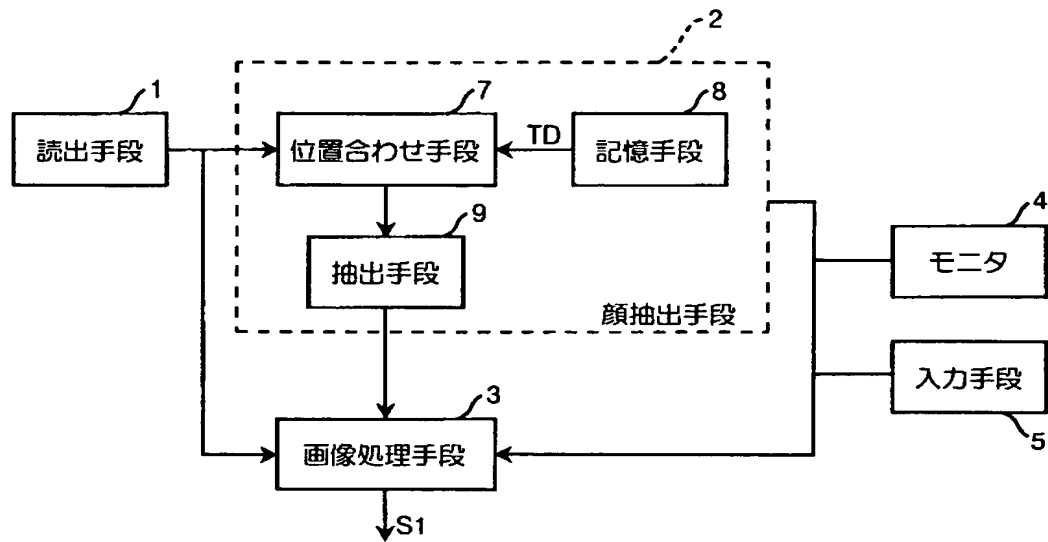 2
1
7
8
読出手段
位置合わせ手段
TD
記憶手段
9
4
抽出手段
モニタ
顔抽出手段
3
入力手段
5
画像処理手段
S1